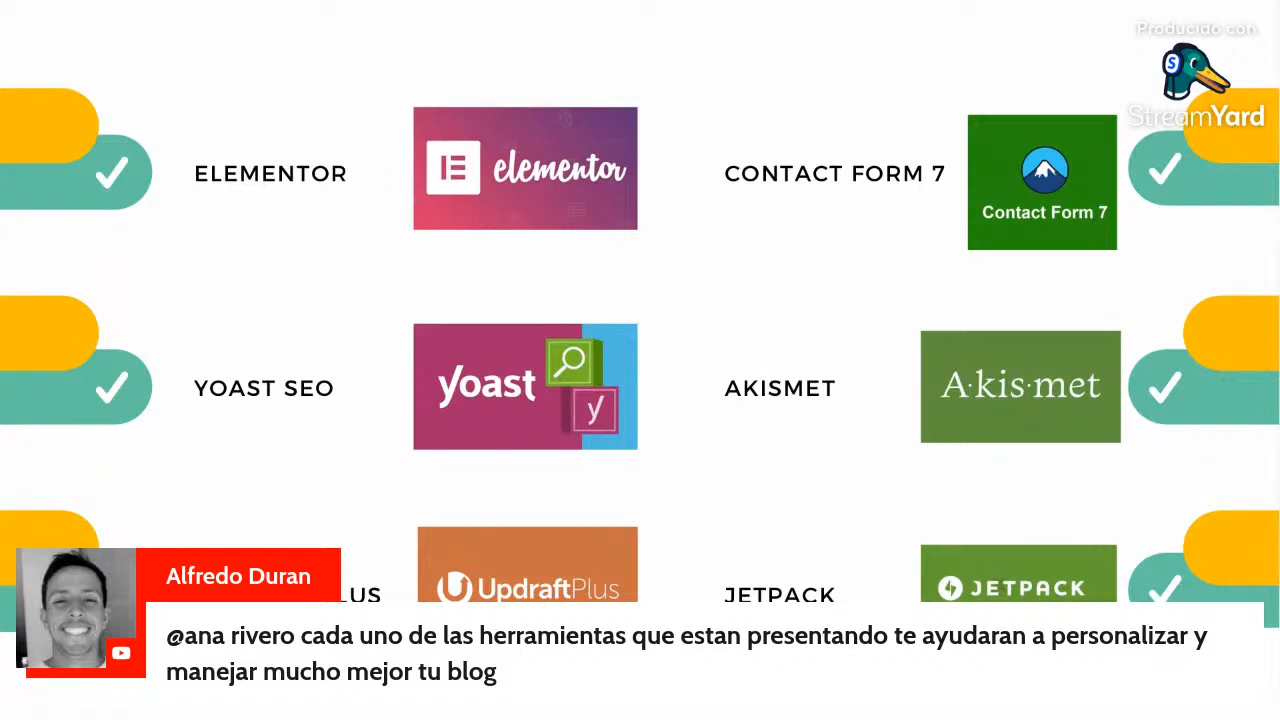 Producido con
StreamYard
ELEMENTOR
elementor
CONTACT FORM 7
Contact Form 7
YOAST SEO
yoast
y
AKISMET
A·kis·met
LUS
UpdraftPlus
JETPACK
JETPACK
Alfredo Duran
@ana rivero cada uno de las herramientas que estan presentando te ayudaran a personalizar y
manejar mucho mejor tu blog